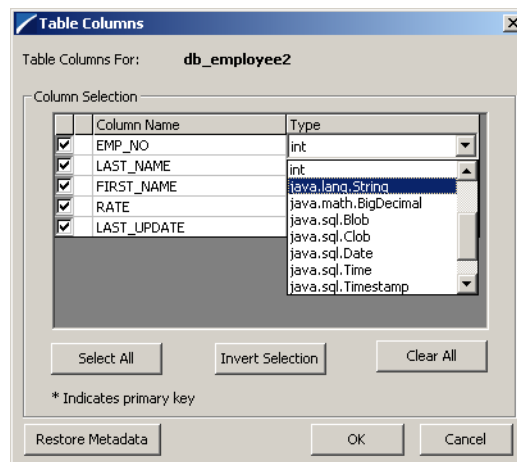 Table Columns
Table Columns For: db_employee2
Column Selection
Column Name Type
EMP_NO int
LAST_NAME int
FIRST_NAME java.lang.String
RATE java.math.BigDecimal
LAST_UPDATE java.sql.Blob
java.sql.Clob
java.sql.Date
java.sql.Time
java.sql.Timestamp
Select All Invert Selection Clear All
* Indicates primary key
Restore Metadata OK Cancel